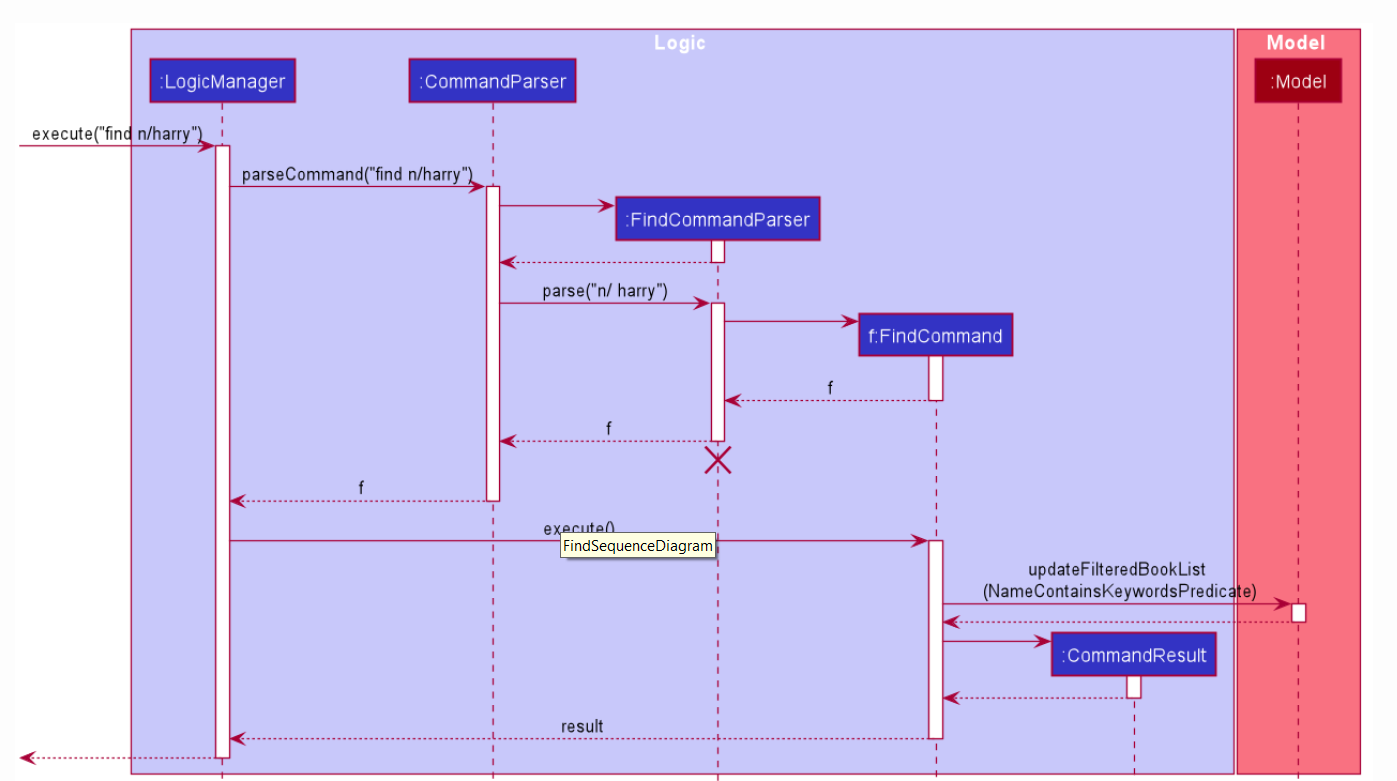 Logic
Model
:LogicManager
:CommandParser
:Model
execute("find n/harry")
parseCommand("find n/harry")
:FindCommandParser
parse("n/ harry")
f:FindCommand
f
f
f
execute()
FindSequenceDiagram
updateFilteredBookList
(NameContainsKeywordsPredicate)
:CommandResult
result